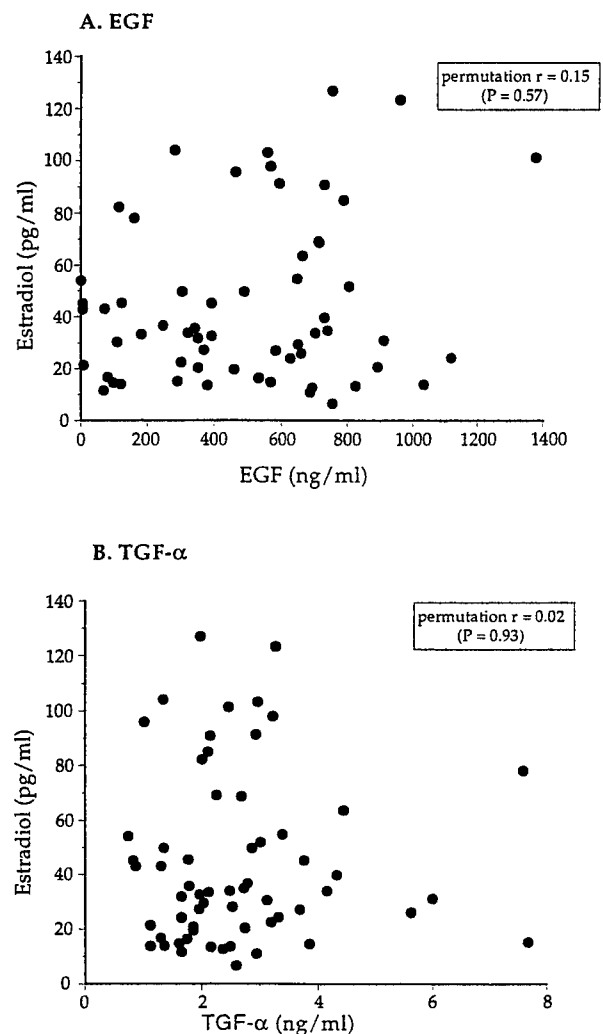 A. EGF
permutation r = 0.15
(P = 0.57)
140
120
100
80
60
40
20
0
Estradiol (pg/ml)
0 200 400 600 800 1000 1200 1400
EGF (ng/ml)
B. TGF-α
permutation r = 0.02
(P = 0.93)
140
120
100
80
60
40
20
0
Estradiol (pg/ml)
0 2 4 6 8
TGF-α (ng/ml)